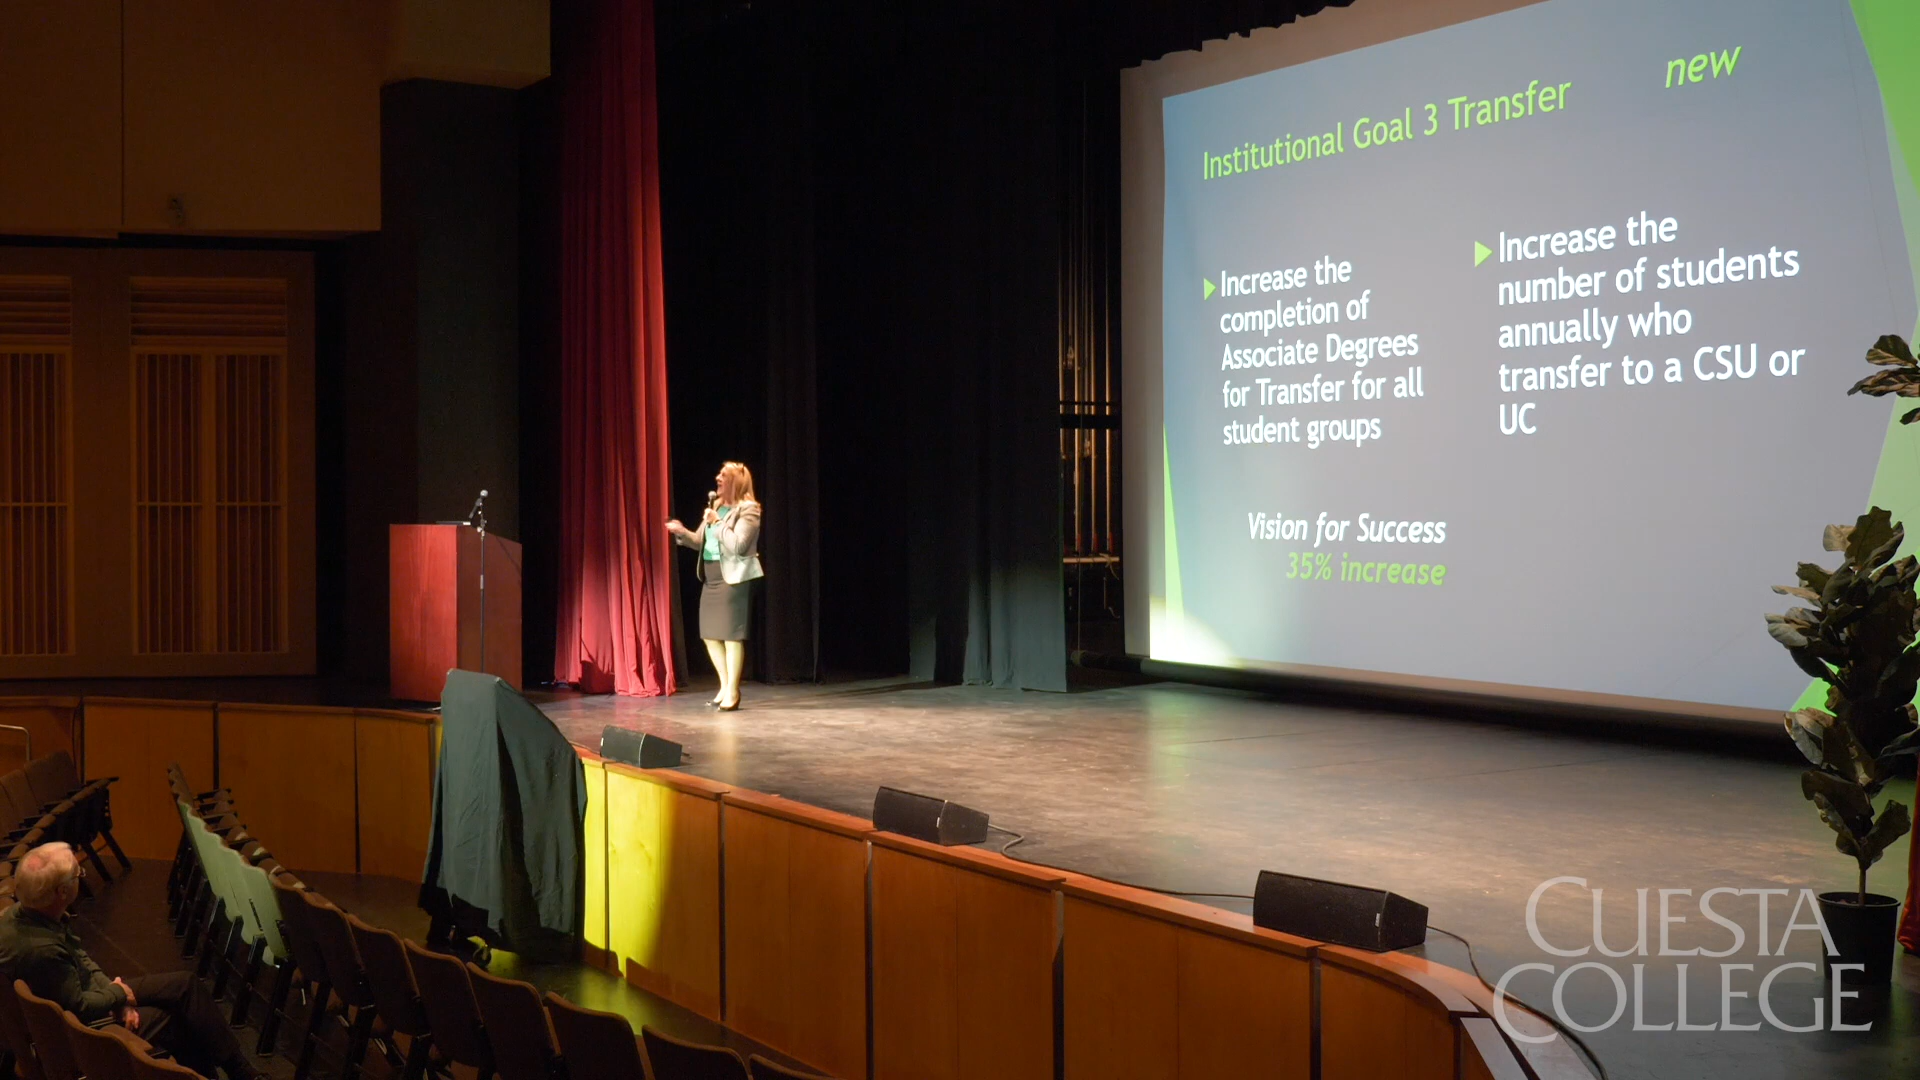 Institutional Goal 3 Transfer
new
Increase the
completion of
Associate Degrees
for Transfer for all
student groups
Vision for Success
35% increase
Increase the
number of students
annually who
transfer to a CSU or
UC
CUESTA
COLLEGE